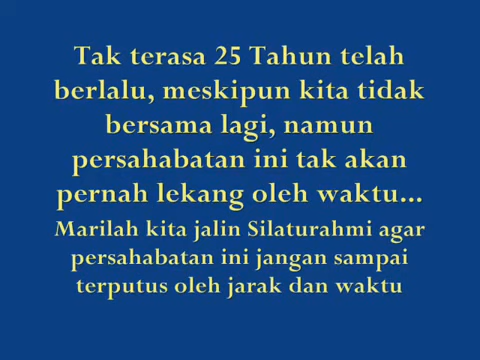 Tak terasa 25 Tahun telah
berlalu, meskipun kita tidak
bersama lagi, namun
persahabatan ini tak akan
pernah lekang oleh waktu...
Marilah kita jalin Silaturahmi agar
persahabatan ini jangan sampai
terputus oleh jarak dan waktu